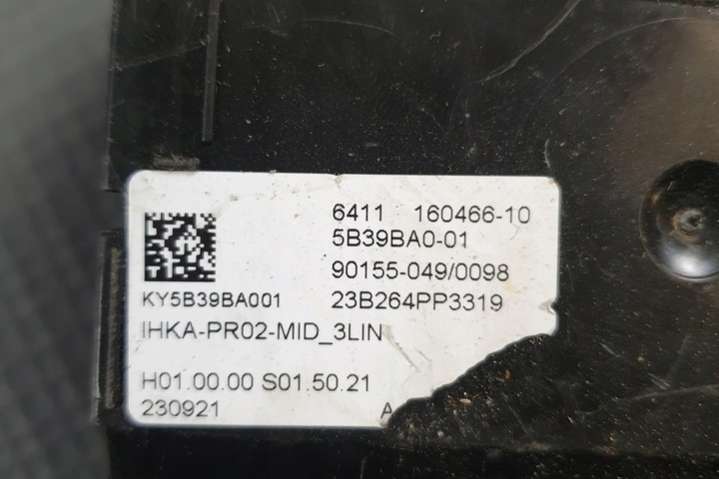 6411 160466-10
5B39BA0-01
90155-049/0098
KY5B39BA001 23B264PP3319
IHKA-PR02-MID_3LIN
H01.00.00 S01.50.21
230921 A